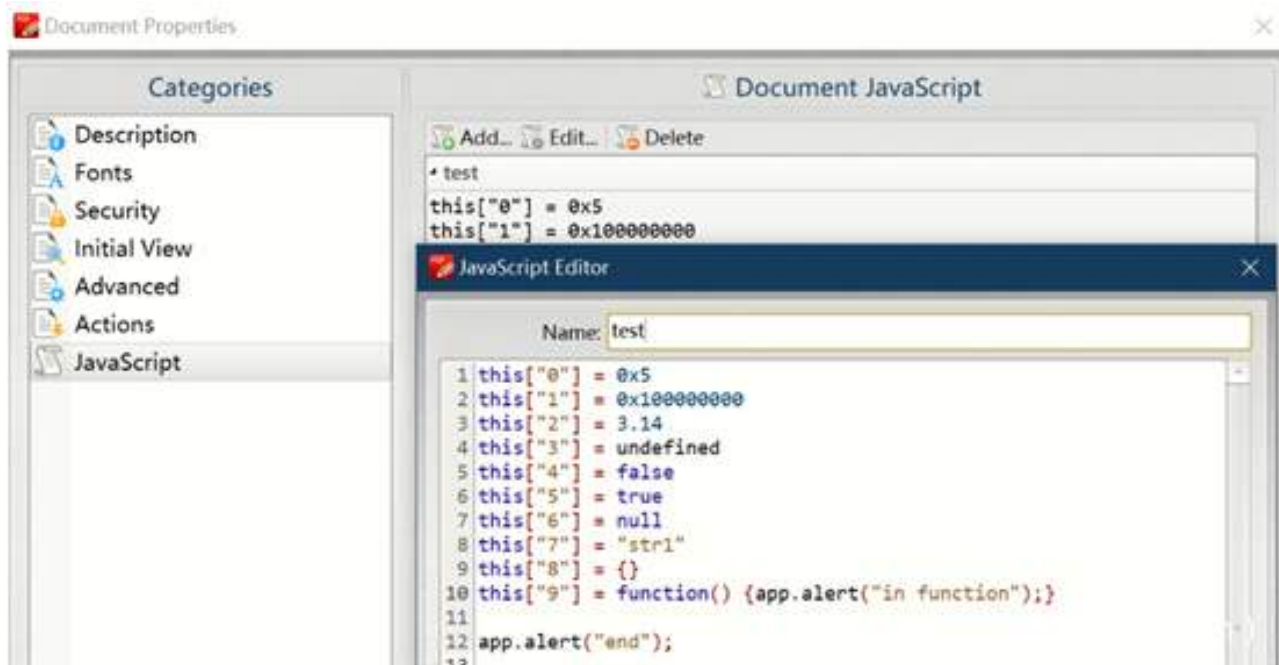 Document Properties
Categories
Description
Fonts
Security
Initial View
Advanced
Actions
JavaScript
Document JavaScript
Add... Edit... Delete
test
this["0"] = 0x5
this["1"] = 0x100000000
JavaScript Editor
Name: test
1 this["0"] = 0x5
2 this["1"] = 0x100000000
3 this["2"] = 3.14
4 this["3"] = undefined
5 this["4"] = false
6 this["5"] = true
7 this["6"] = null
8 this["7"] = "str1"
9 this["8"] = {}
10 this["9"] = function() {app.alert("in function");}
11
12 app.alert("end");
13